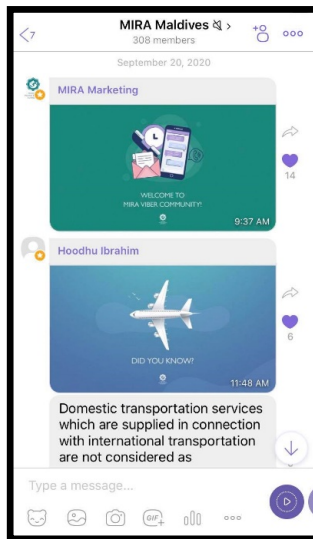 7
MIRA Maldives
308 members
September 20, 2020
MIRA Marketing
WELCOME TO
MIRA VIBER COMMUNITY!
9:37 AM
14
Hoodhu Ibrahim
DID YOU KNOW?
11:48 AM
6
Domestic transportation services
which are supplied in connection
with international transportation
are not considered as
Type a message...
GIF